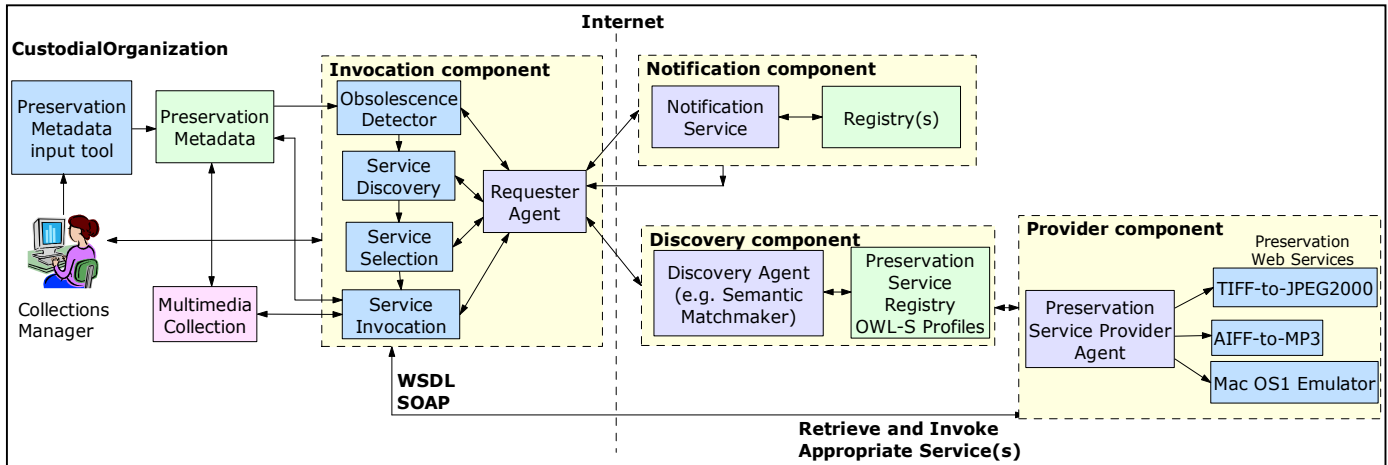 Internet
CustodialOrganization
Preservation
Metadata
input tool
Preservation
Metadata
Collections
Manager
Multimedia
Collection
Invocation component
Obsolescence
Detector
Service
Discovery
Service
Selection
Service
Invocation
Requester
Agent
WSDL
SOAP
Notification component
Notification
Service
Registry(s)
Discovery component
Discovery Agent
(e.g. Semantic
Matchmaker)
Preservation
Service
Registry
OWL-S Profiles
Provider component
Preservation
Web Services
Preservation
Service Provider
Agent
TIFF-to-JPEG2000
AIFF-to-MP3
Mac OS1 Emulator
Retrieve and Invoke
Appropriate Service(s)